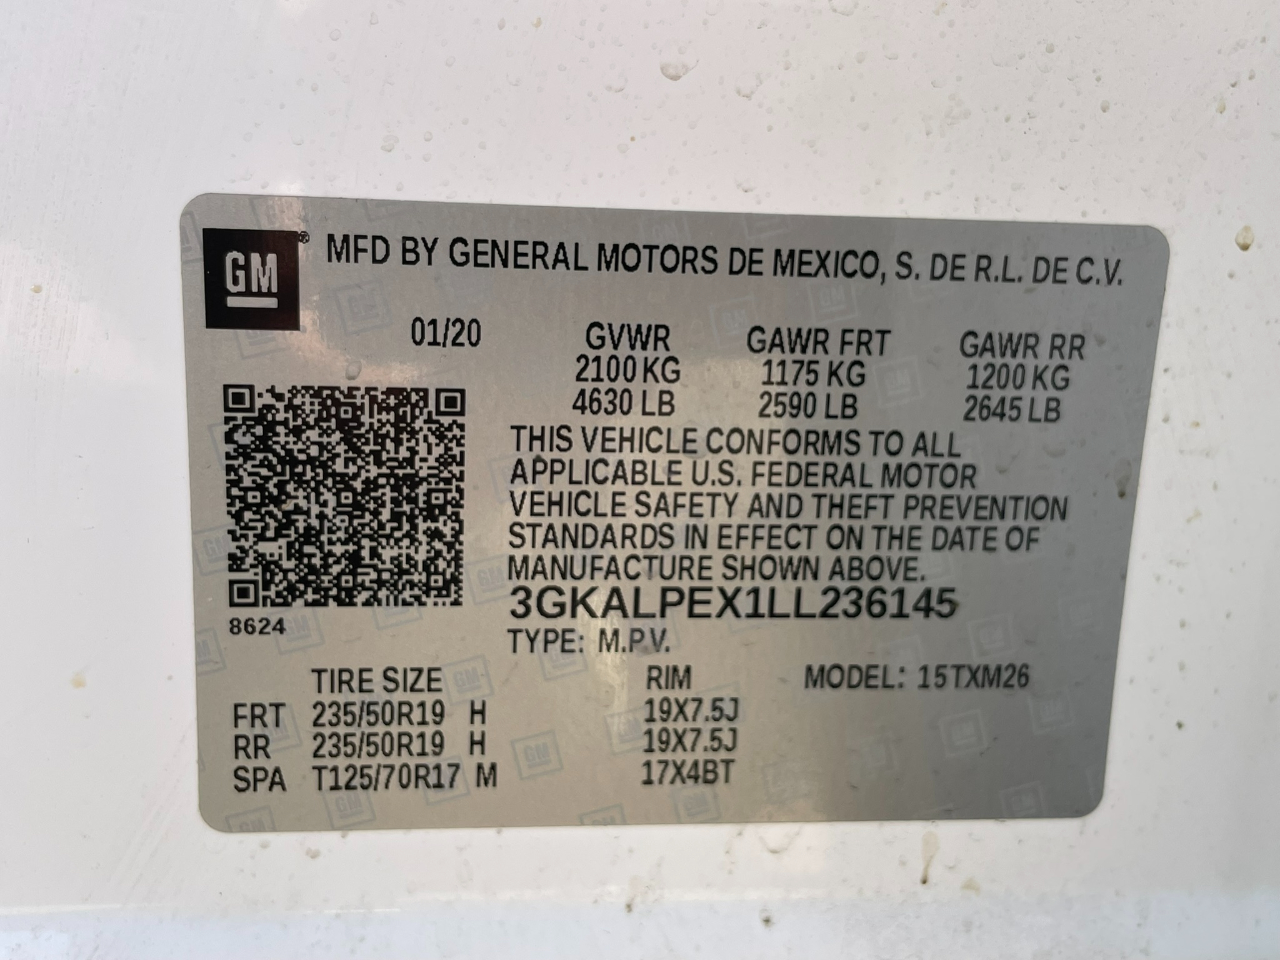 GM ® MFD BY GENERAL MOTORS DE MEXICO, S. DE R.L. DE C.V.
01/20 GVWR GAWR FRT GAWR RR
2100 KG 1175 KG 1200 KG
4630 LB 2590 LB 2645 LB
THIS VEHICLE CONFORMS TO ALL
APPLICABLE U.S. FEDERAL MOTOR
VEHICLE SAFETY AND THEFT PREVENTION
STANDARDS IN EFFECT ON THE DATE OF
MANUFACTURE SHOWN ABOVE.
3GKALPEX1LL236145
8624
TYPE: M.P.V.
TIRE SIZE RIM MODEL: 15TXM26
FRT 235/50R19 H 19X7.5J
RR 235/50R19 H 19X7.5J
SPA T125/70R17 M 17X4BT